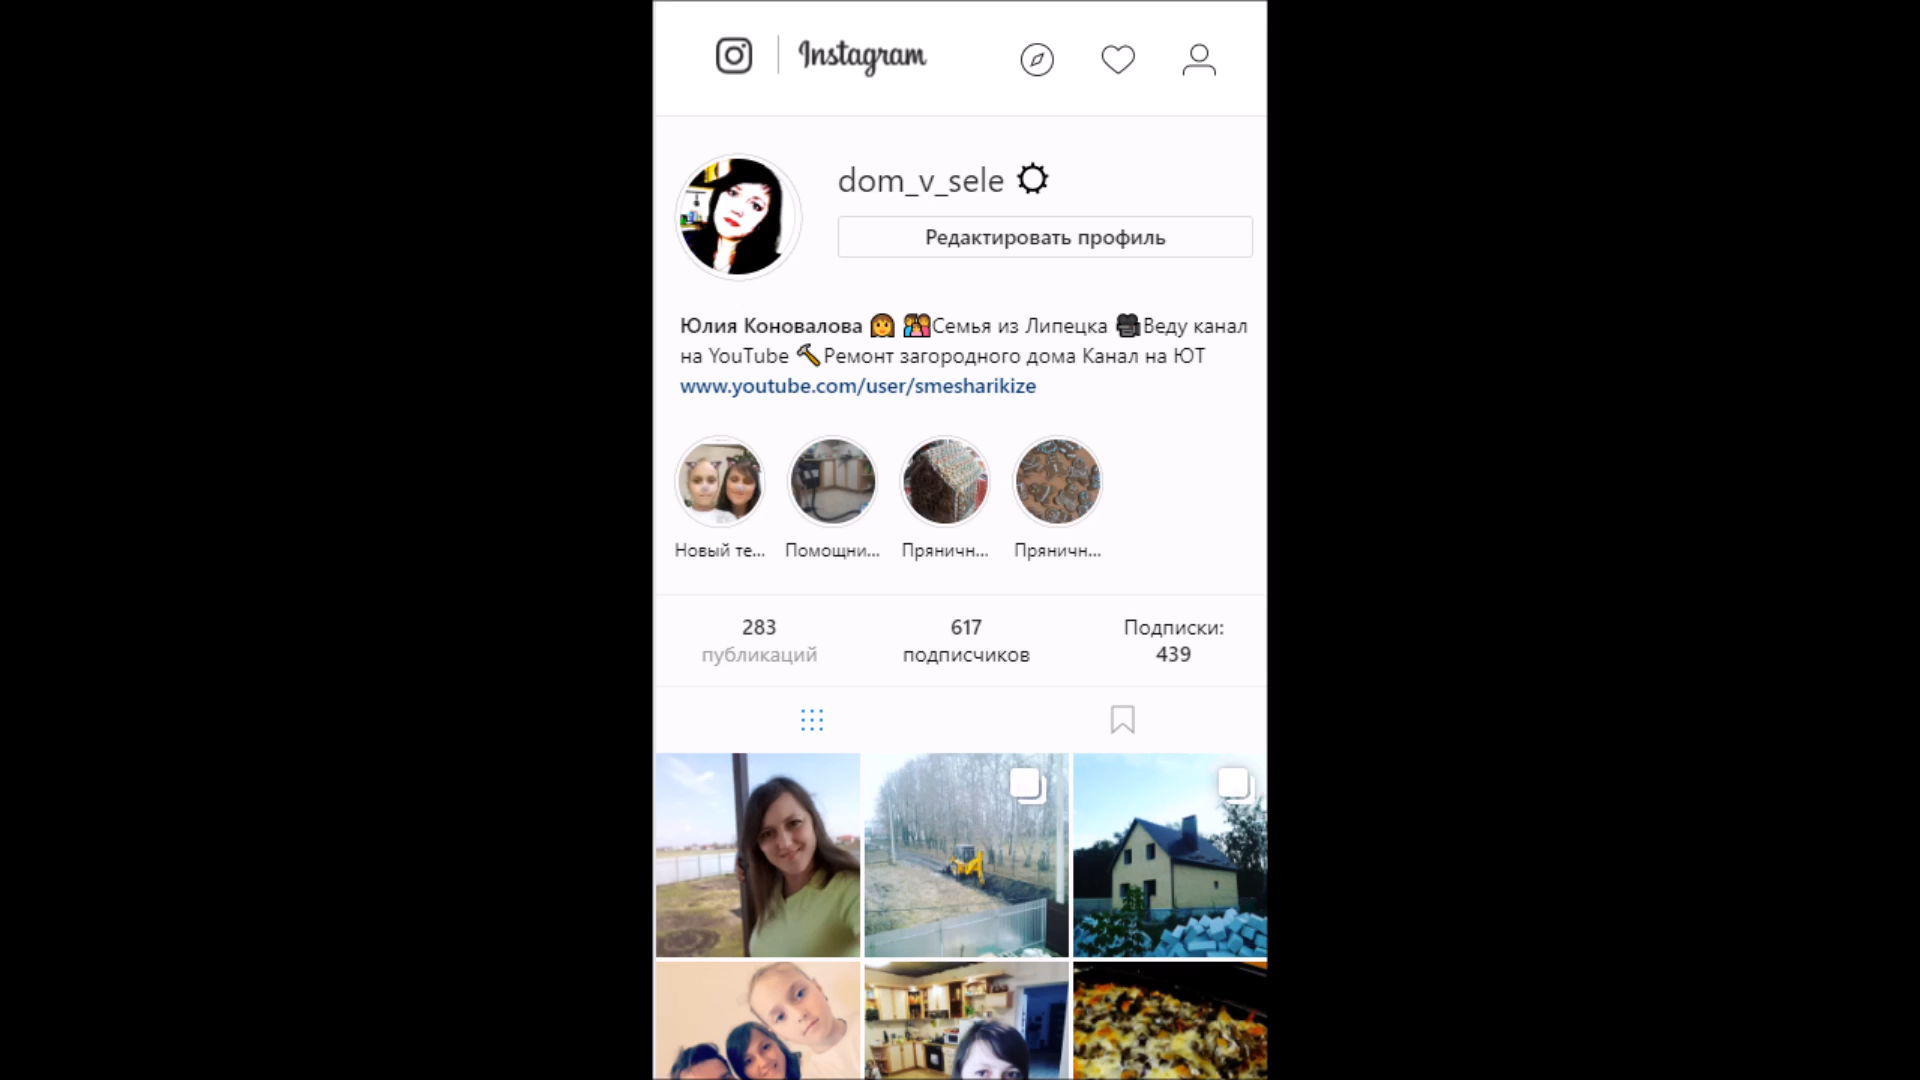 Instagram
dom_v_sele
Редактировать профиль
Юлия Коновалова 👩 👨‍👩‍👧Семья из Липецка 🎥Веду канал
на YouTube 🔨Ремонт загородного дома Канал на ЮТ
www.youtube.com/user/smesharikize
Новый те... Помощни... Пряничн... Пряничн...
283 617 Подписки:
публикаций подписчиков 439